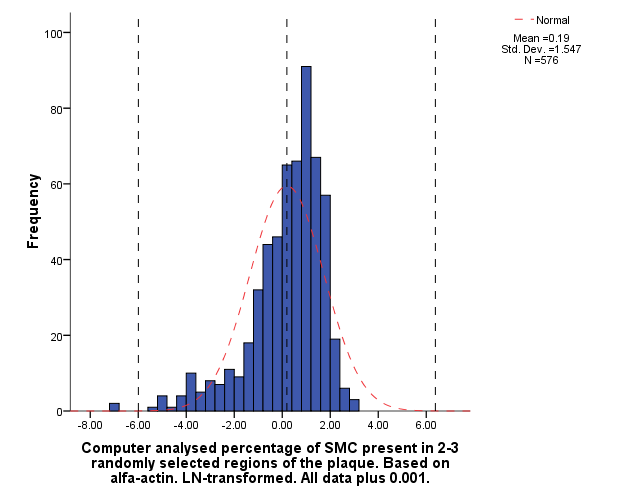 Normal
Mean =0.19
Std. Dev. =1.547
N =576
100
80
60
40
20
0
Frequency
-8.00 -6.00 -4.00 -2.00 0.00 2.00 4.00 6.00
Computer analysed percentage of SMC present in 2-3
randomly selected regions of the plaque. Based on
alfa-actin. LN-transformed. All data plus 0.001.